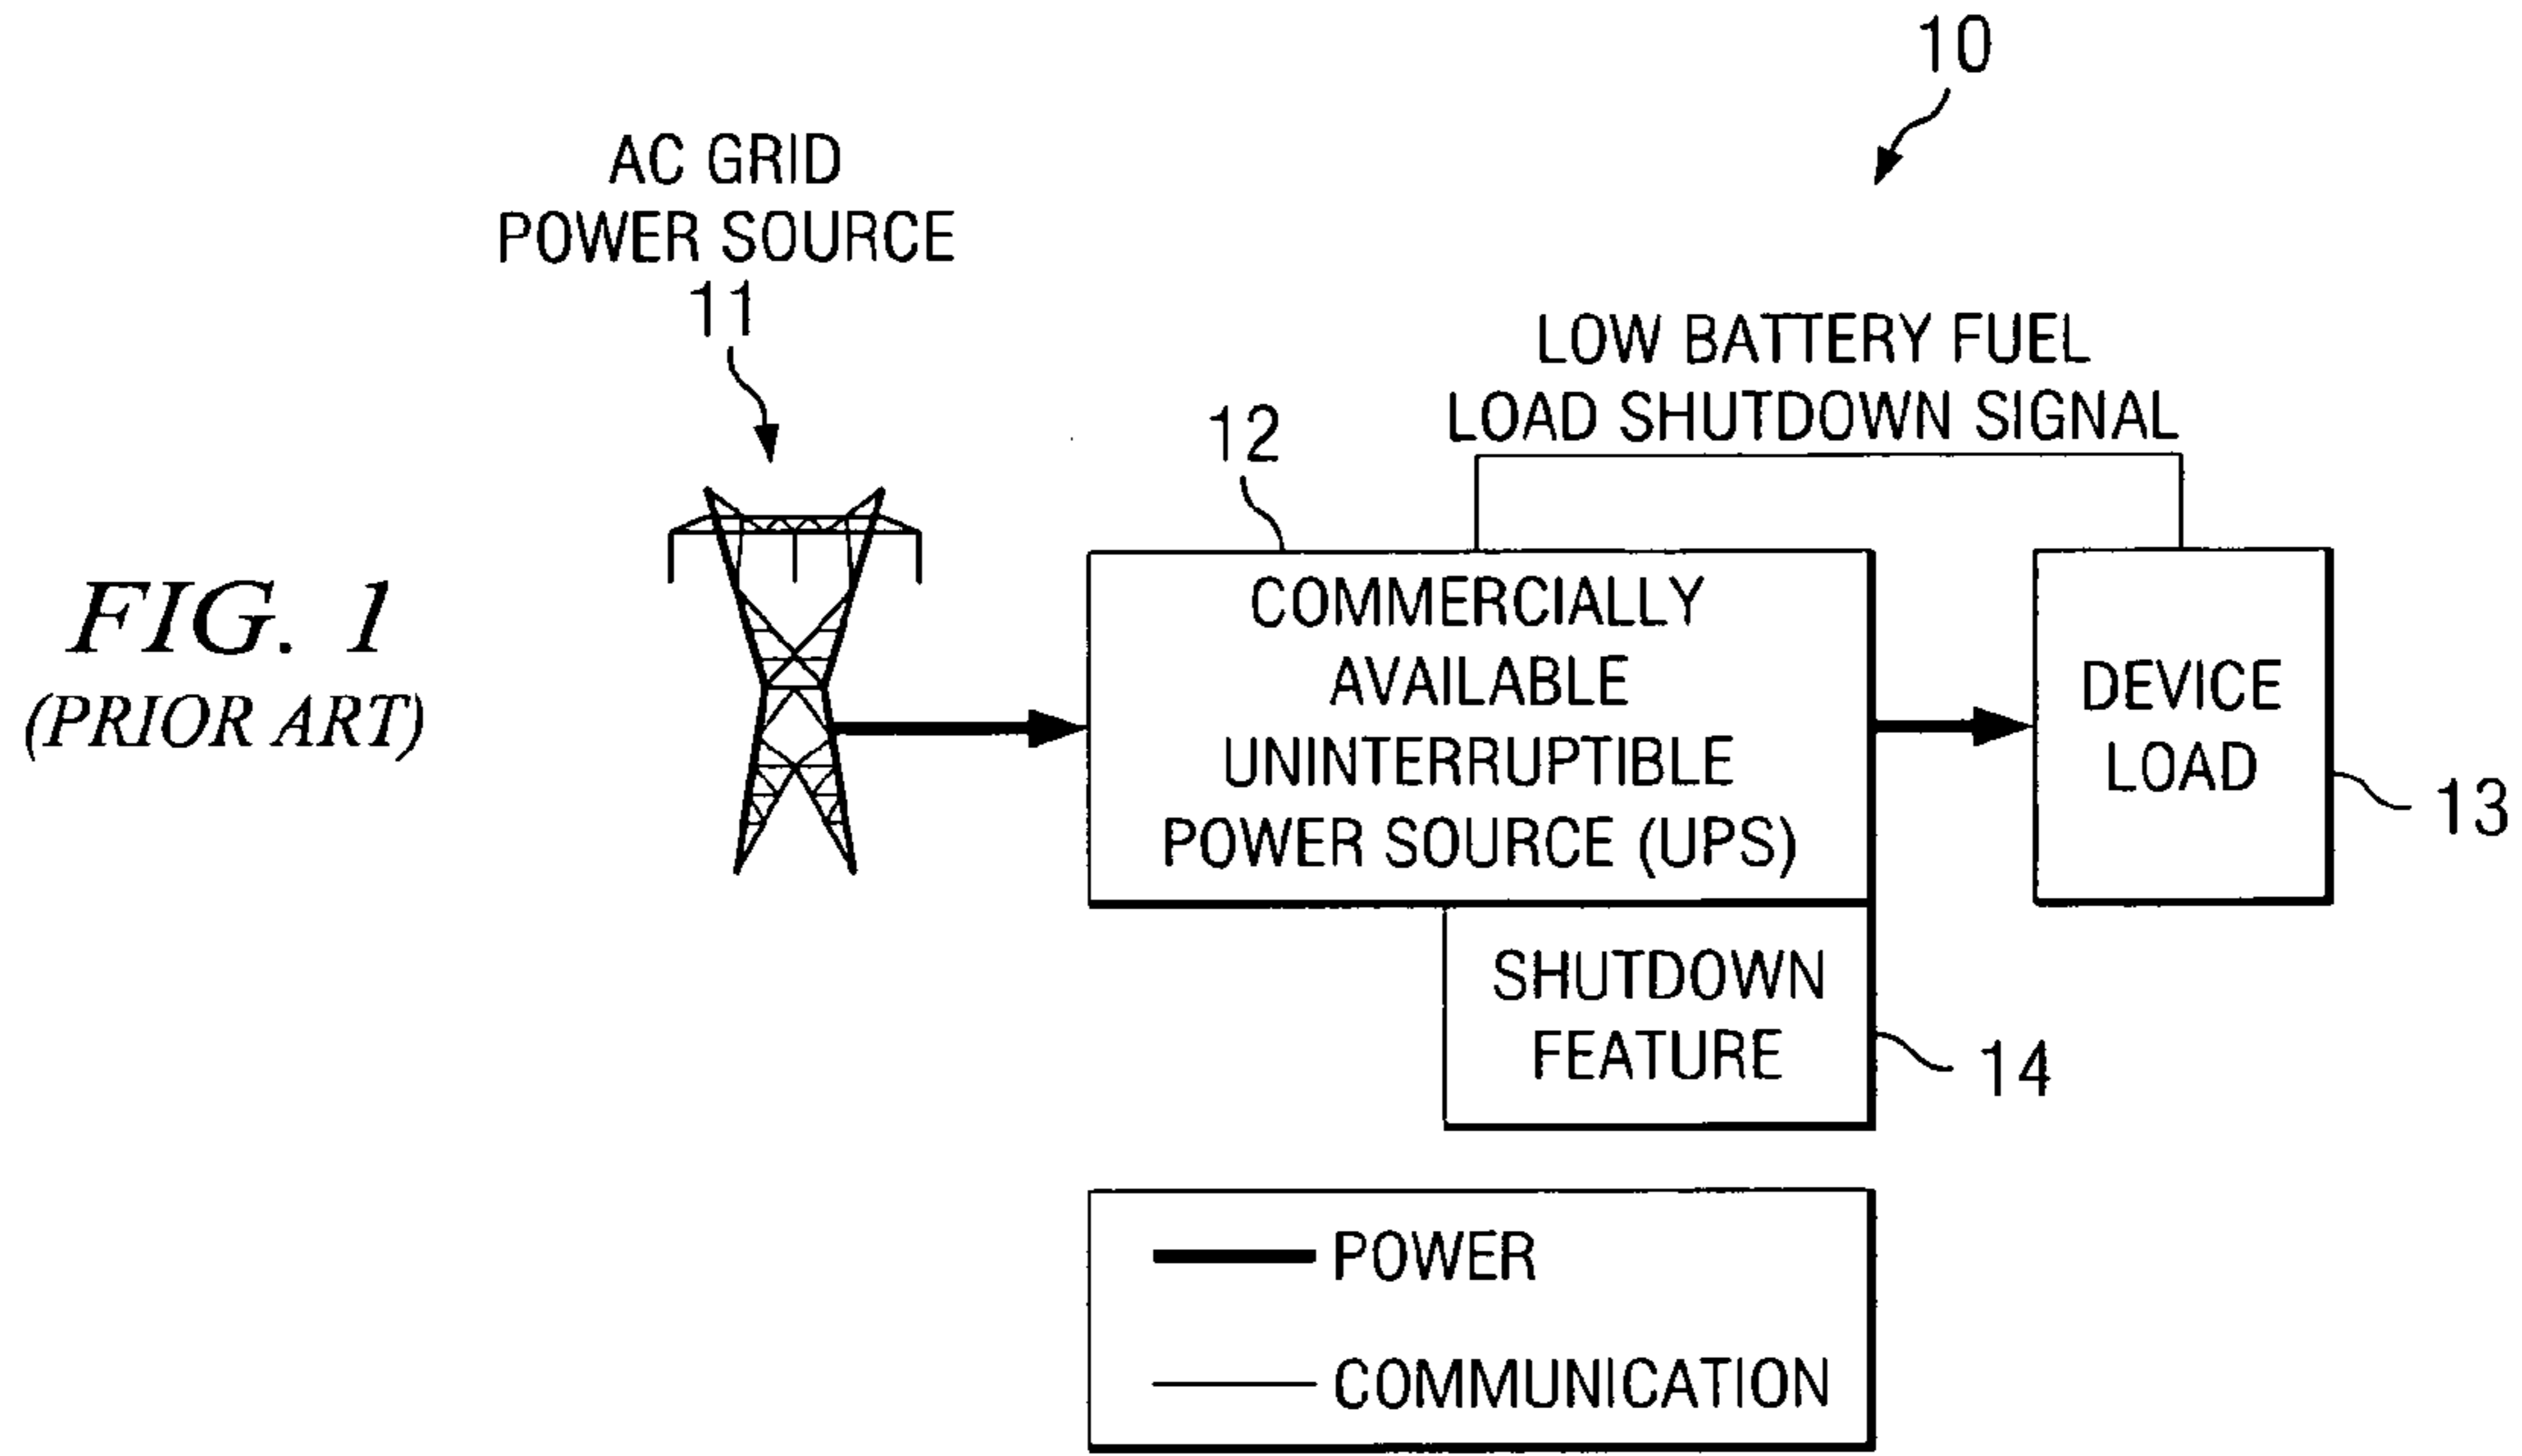 10
AC GRID
POWER SOURCE
11
LOW BATTERY FUEL
LOAD SHUTDOWN SIGNAL
12
FIG. 1
(PRIOR ART)
COMMERCIALLY
AVAILABLE
UNINTERRUPTIBLE
POWER SOURCE (UPS)
DEVICE
LOAD
13
SHUTDOWN
FEATURE
14
POWER
COMMUNICATION